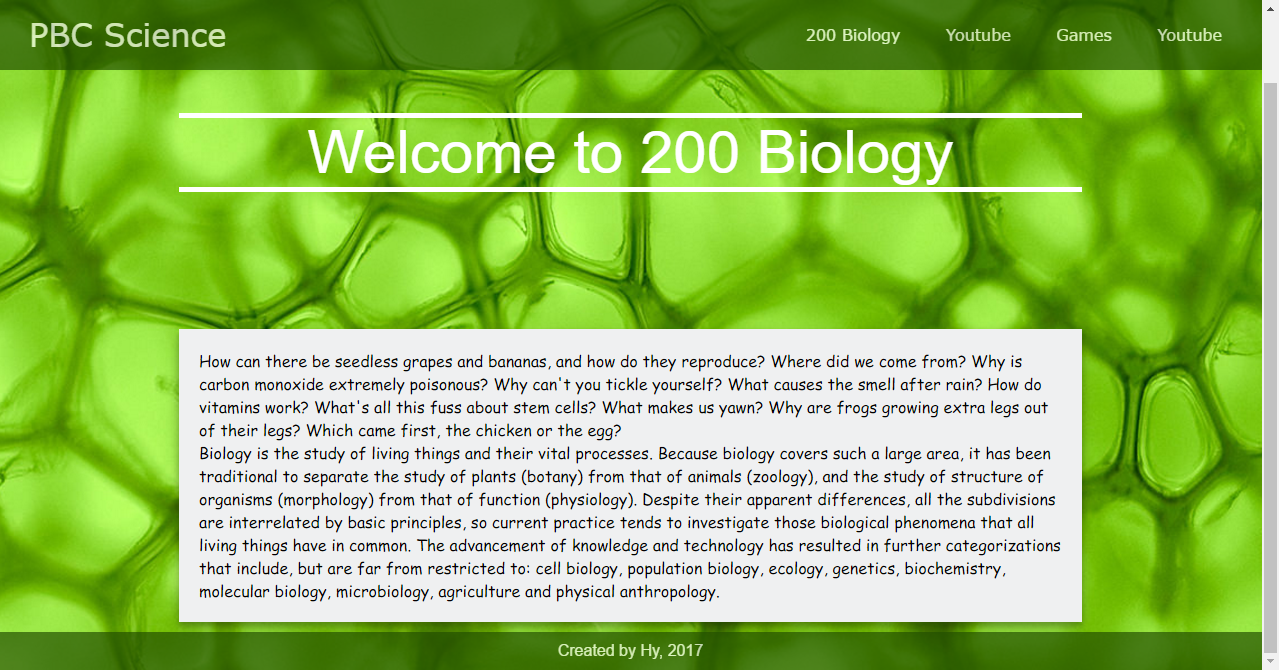 PBC Science
200 Biology
Youtube
Games
Youtube
Welcome to 200 Biology
How can there be seedless grapes and bananas, and how do they reproduce? Where did we come from? Why is
carbon monoxide extremely poisonous? Why can't you tickle yourself? What causes the smell after rain? How do
vitamins work? What's all this fuss about stem cells? What makes us yawn? Why are frogs growing extra legs out
of their legs? Which came first, the chicken or the egg?
Biology is the study of living things and their vital processes. Because biology covers such a large area, it has been
traditional to separate the study of plants (botany) from that of animals (zoology), and the study of structure of
organisms (morphology) from that of function (physiology). Despite their apparent differences, all the subdivisions
are interrelated by basic principles, so current practice tends to investigate those biological phenomena that all
living things have in common. The advancement of knowledge and technology has resulted in further categorizations
that include, but are far from restricted to: cell biology, population biology, ecology, genetics, biochemistry,
molecular biology, microbiology, agriculture and physical anthropology.
Created by Hy, 2017